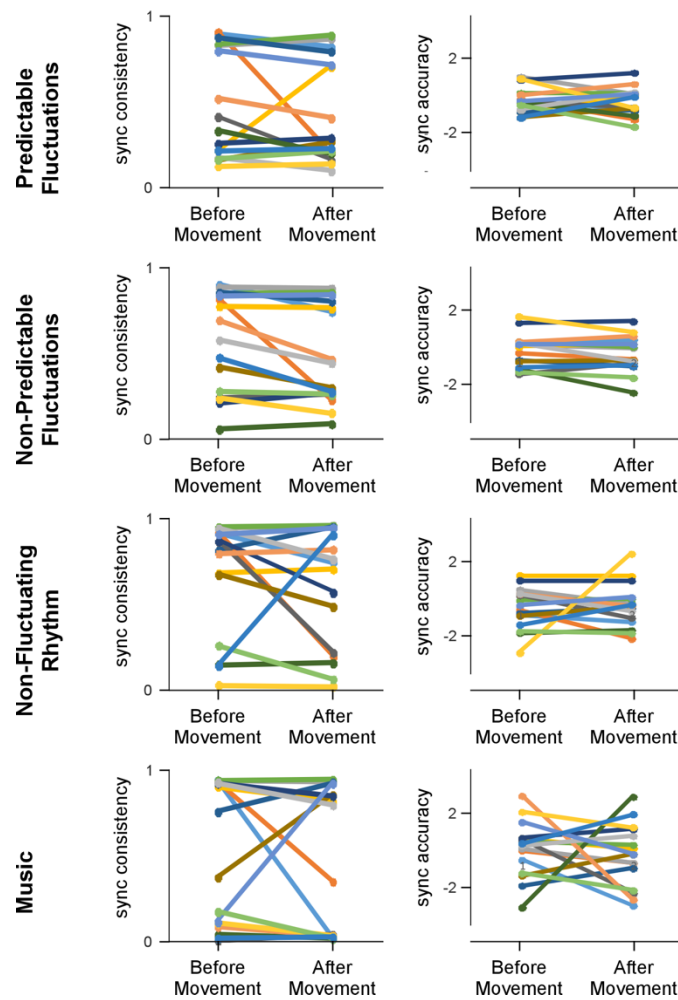 Predictable
Fluctuations
sync consistency
1
0
Before
Movement
After
Movement
sync accuracy
2
-2
-
Before
Movement
After
Movement
Non-Predictable
Fluctuations
sync consistency
1
0
Before
Movement
After
Movement
sync accuracy
2
-2
Before
Movement
After
Movement
Non-Fluctuating
Rhythm
sync consistency
1
0
Before
Movement
After
Movement
sync accuracy
2
-2
Before
Movement
After
Movement
Music
sync consistency
1
0
Before
Movement
After
Movement
sync accuracy
2
-2
Before
Movement
After
Movement